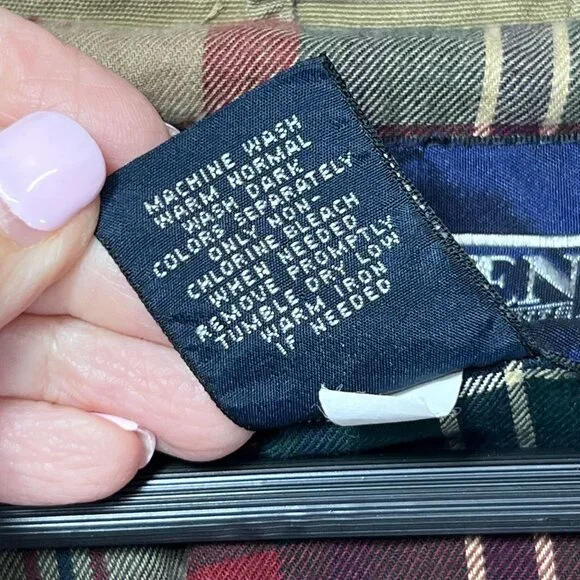 MACHINE WASH
WARM NORMAL
WASH DARK
COLORS SEPARATELY
ONLY NON-
CHLORINE BLEACH
WHEN NEEDED
REMOVE PROMPTLY
TUMBLE DRY LOW
WARM IRON
IF NEEDED
EN